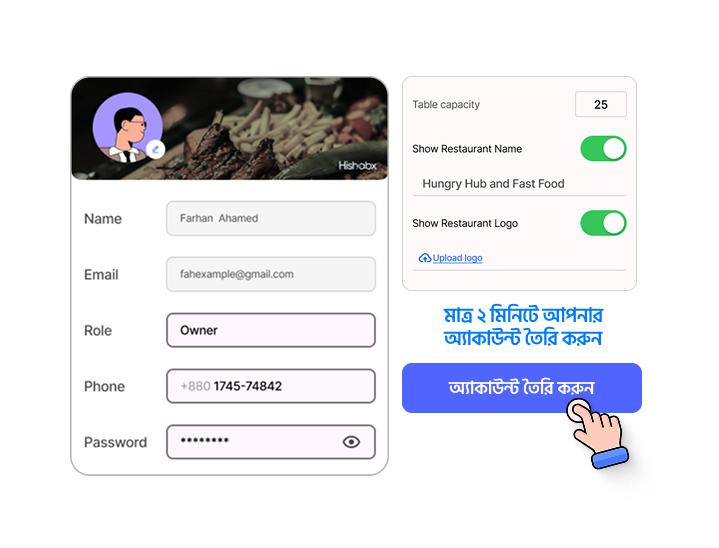 Hishabx
Name
Farhan Ahamed
Email
fahexample@gmail.com
Role
Owner
Phone
+880 1745-74842
Password
********
Table capacity
25
Show Restaurant Name
Hungry Hub and Fast Food
Show Restaurant Logo
Upload logo
মাত্র ২ মিনিটে আপনার
অ্যাকাউন্ট তৈরি করুন
অ্যাকাউন্ট তৈরি করুন